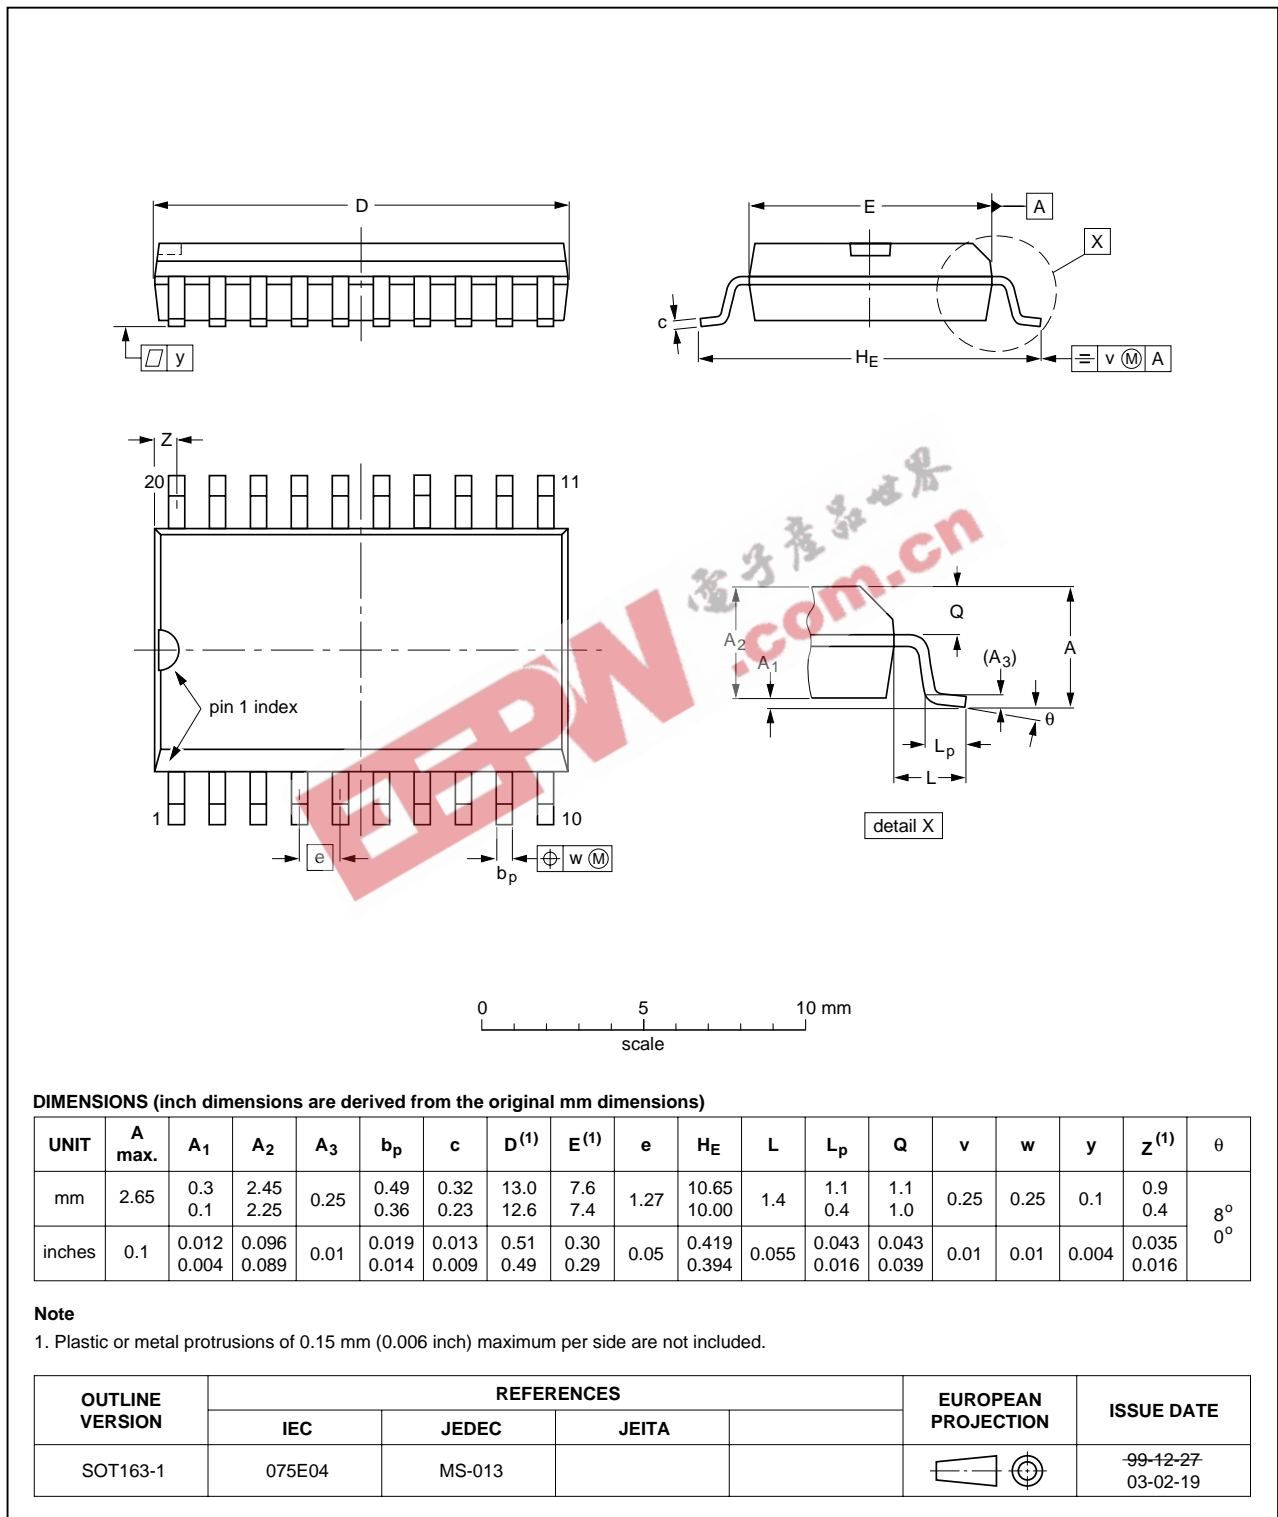 D
E
A
X
c
y
HE
v M A
Z
20
11
電子產品世界
EEPW
.com.cn
Q
A2
A1
(A3)
A
pin 1 index
θ
Lp
L
1
10
detail X
e
w M
bp
0 5 10 mm
scale
DIMENSIONS (inch dimensions are derived from the original mm dimensions)
UNIT A max. A1 A2 A3 bp c D(1) E(1) e HE L Lp Q v w y Z(1) θ
mm 2.65 0.3 0.1 2.45 2.25 0.25 0.49 0.36 0.32 0.23 13.0 12.6 7.6 7.4 1.27 10.65 10.00 1.4 1.1 0.4 1.1 1.0 0.25 0.25 0.1 0.9 0.4 8° 0°
inches 0.1 0.012 0.004 0.096 0.089 0.01 0.019 0.014 0.013 0.009 0.51 0.49 0.30 0.29 0.05 0.419 0.394 0.055 0.043 0.016 0.043 0.039 0.01 0.01 0.004 0.035 0.016
Note
1. Plastic or metal protrusions of 0.15 mm (0.006 inch) maximum per side are not included.
OUTLINE VERSION REFERENCES EUROPEAN PROJECTION ISSUE DATE
IEC JEDEC JEITA
SOT163-1 075E04 MS-013 99-12-27
03-02-19